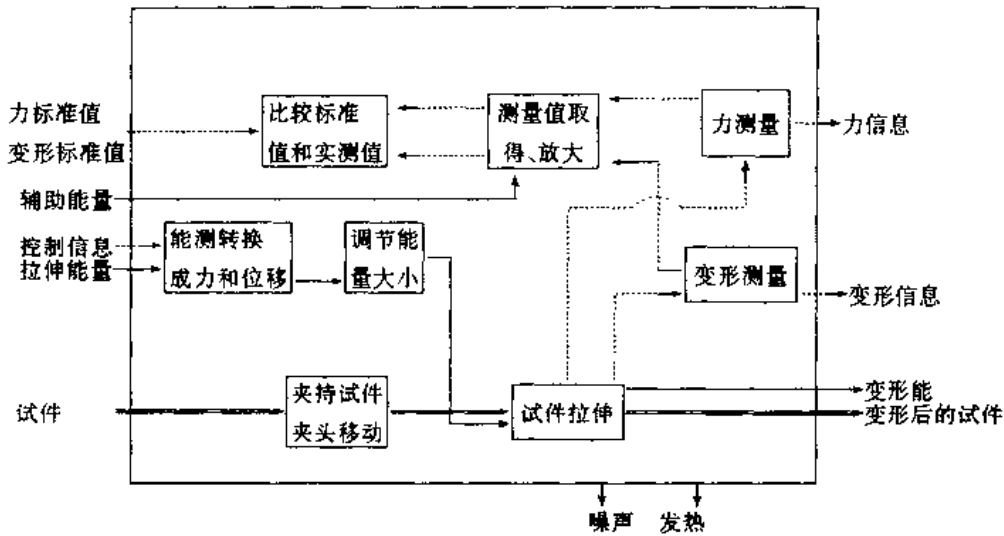 力标准值
变形标准值
辅助能量
控制信息
拉伸能量
试件
比较标准
值和实测值
测量值取
得、放大
力测量
力信息
能测转换
成力和位移
调节能
量大小
变形测量
变形信息
夹持试件
夹头移动
试件拉伸
变形能
变形后的试件
噪声
发热